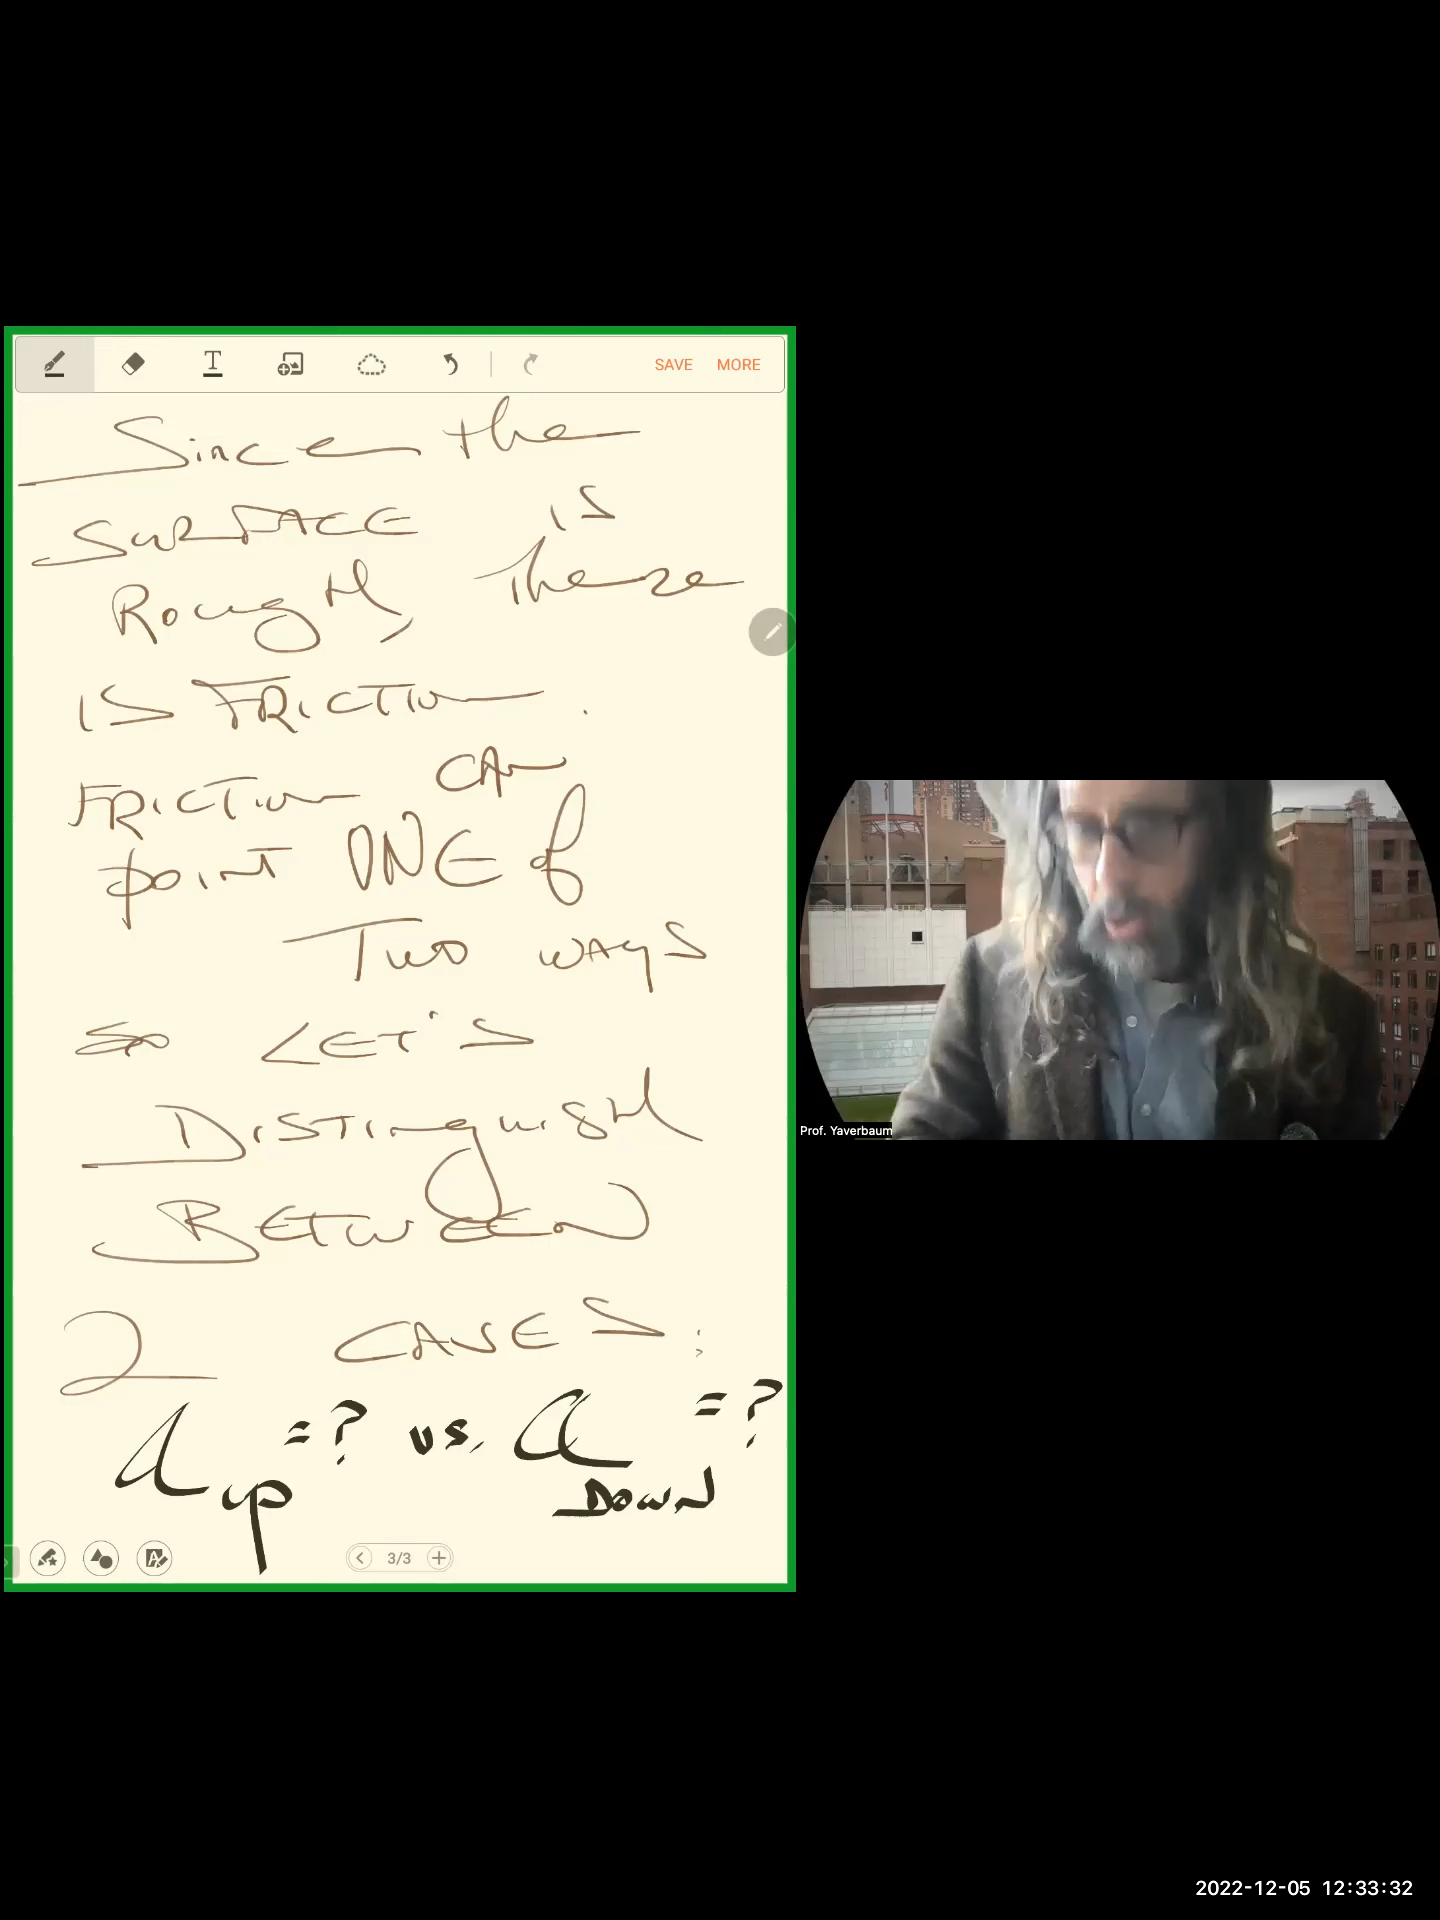 T SAVE MORE
Since the
SURFACE is
Rough, there
is FRICTION.
FRICTION CAN
point ONE of
Two ways
so LET'S
DISTINguisH
BETWEEN
2 CASES:
a up =? vs. a DOWN =?
A
3/3
Prof. Yaverbaum
2022-12-05 12:33:32